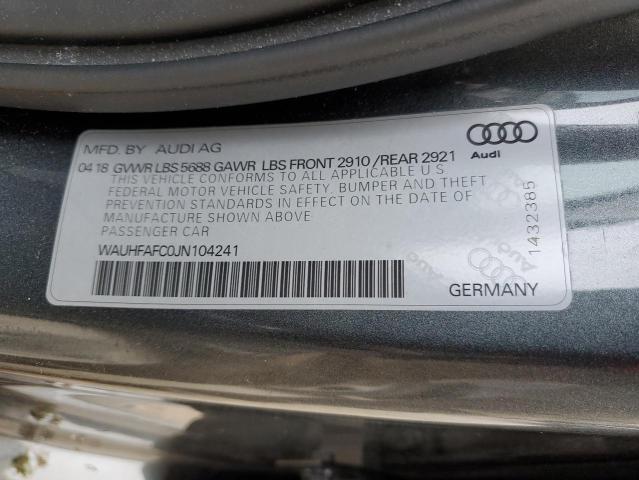 MFD. BY AUDI AG
04 18 GVWR LBS 5688 GAWR LBS FRONT 2910 /REAR 2921
THIS VEHICLE CONFORMS TO ALL APPLICABLE U S
FEDERAL MOTOR VEHICLE SAFETY, BUMPER AND THEFT
PREVENTION STANDARDS IN EFFECT ON THE DATE OF
MANUFACTURE SHOWN ABOVE
PASSENGER CAR
WAUHFAFC0JN104241
Audi
1432385
GERMANY
Audi
Audi